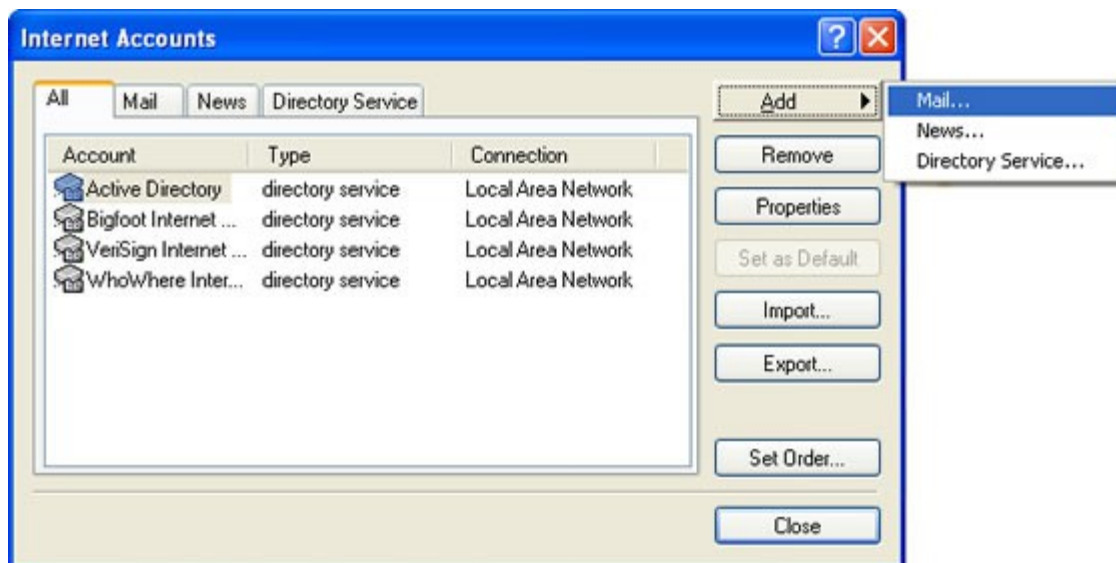 Internet Accounts
All Mail News Directory Service
Add
Mail...
News...
Directory Service...
Account Type Connection
Active Directory directory service Local Area Network
Bigfoot Internet ... directory service Local Area Network
VeriSign Internet ... directory service Local Area Network
WhoWhere Inter... directory service Local Area Network
Remove
Properties
Set as Default
Import...
Export...
Set Order...
Close